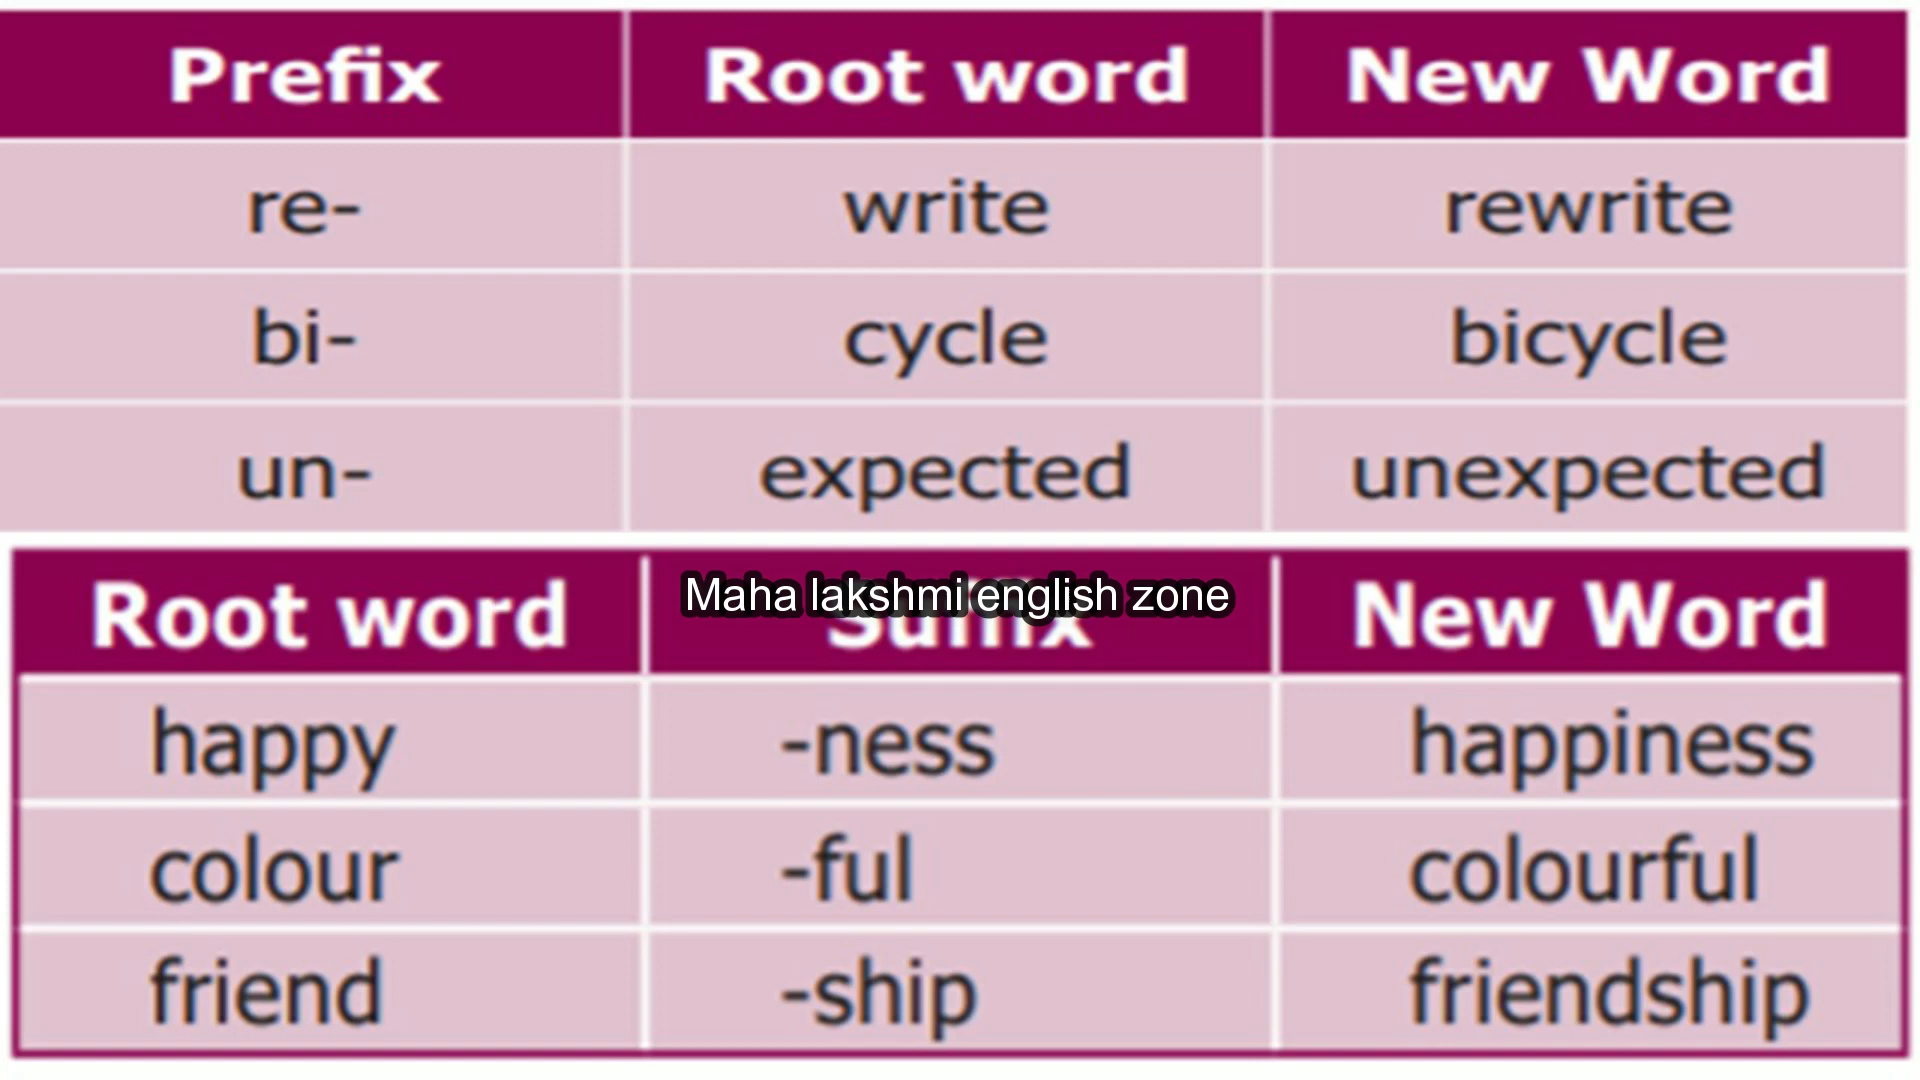 Prefix Root word New Word
re- write rewrite
bi- cycle bicycle
un- expected unexpected
Root word Suffix New Word
Maha lakshmi english zone
happy -ness happiness
colour -ful colourful
friend -ship friendship